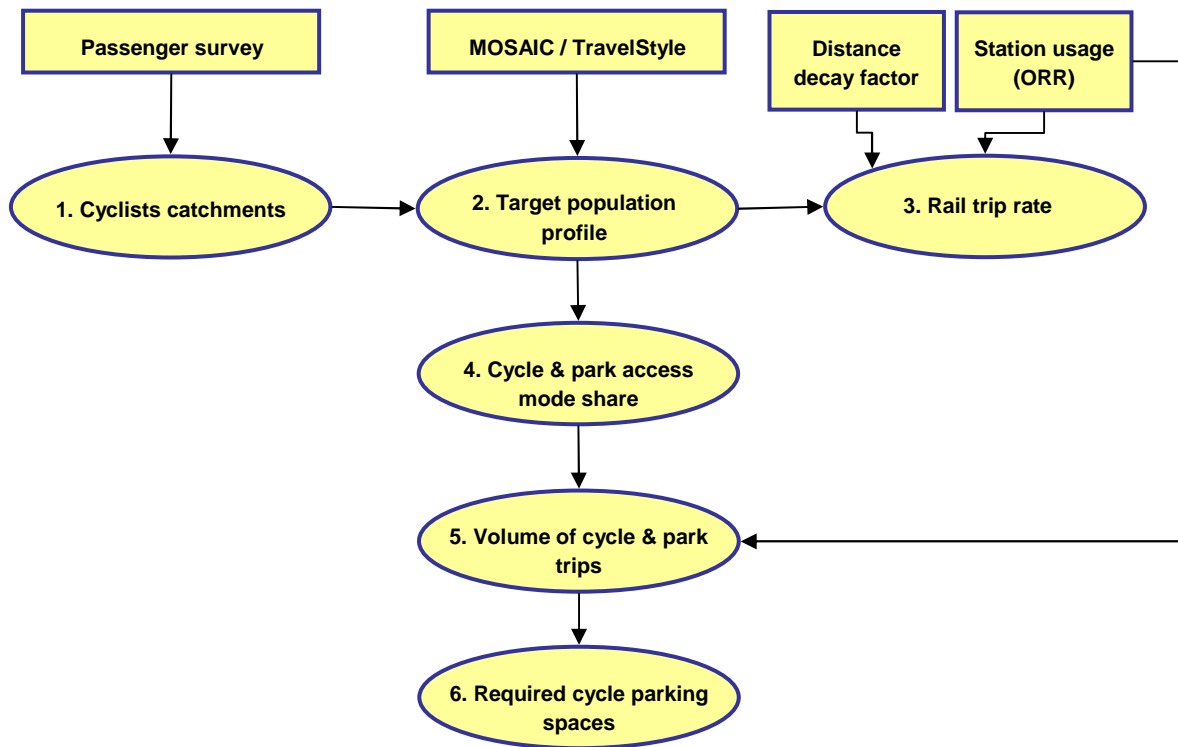 Passenger survey
MOSAIC / TravelStyle
Distance
decay factor
Station usage
(ORR)
1. Cyclists catchments
2. Target population
profile
3. Rail trip rate
4. Cycle & park access
mode share
5. Volume of cycle & park
trips
6. Required cycle parking
spaces